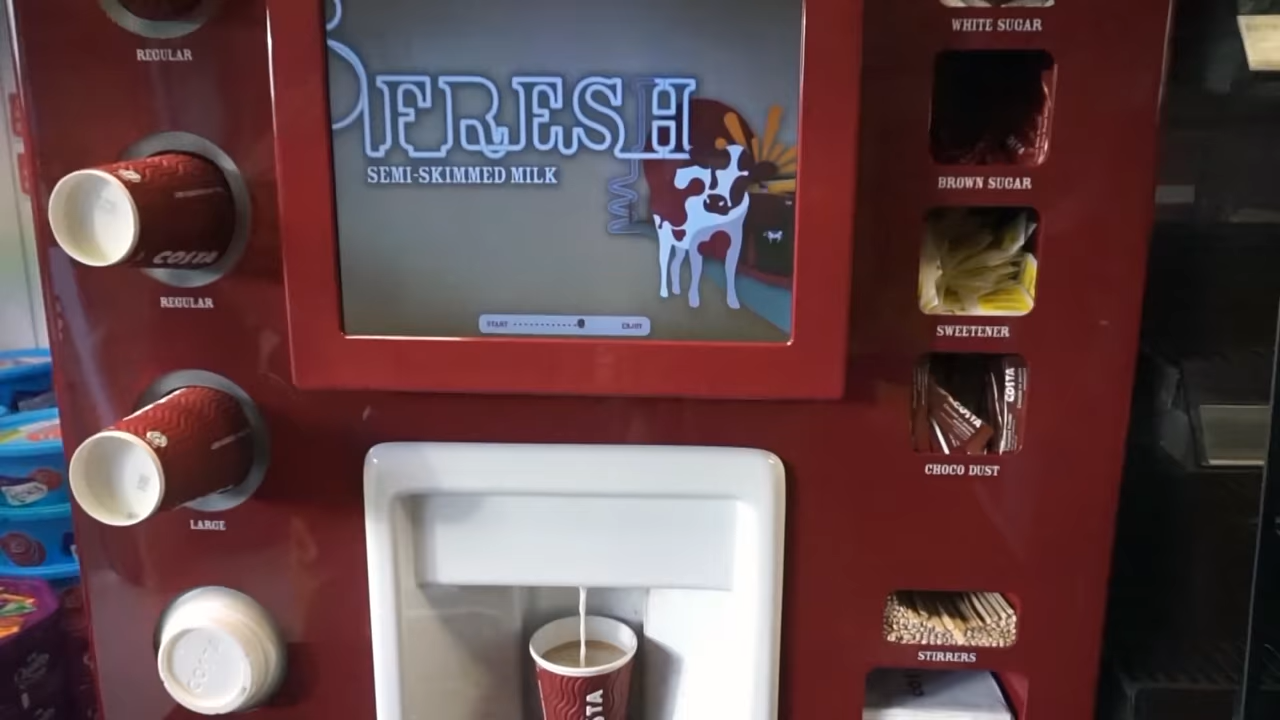 REGULAR
WHITE SUGAR
FRESH
SEMI-SKIMMED MILK
BROWN SUGAR
COSTA
REGULAR
START
ENJOY
SWEETENER
COSTA
COSTA
CHOCO DUST
LARGE
STIRRERS
COSTA
STA